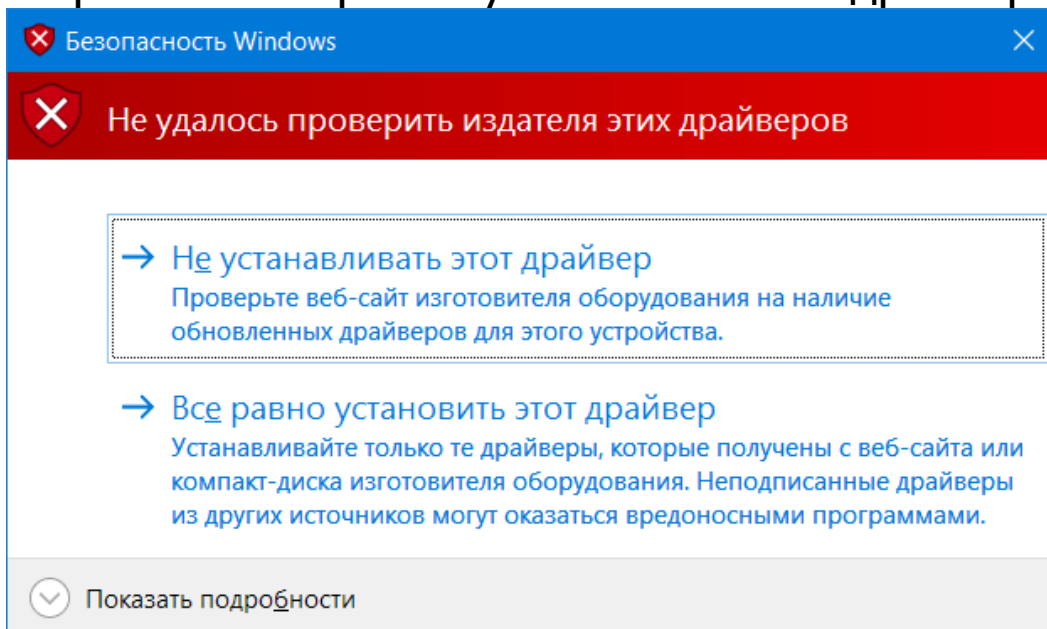 Безопасность Windows
Не удалось проверить издателя этих драйверов
Не устанавливать этот драйвер
Проверьте веб-сайт изготовителя оборудования на наличие
обновленных драйверов для этого устройства.
Все равно установить этот драйвер
Устанавливайте только те драйверы, которые получены с веб-сайта или
компакт-диска изготовителя оборудования. Неподписанные драйверы
из других источников могут оказаться вредоносными программами.
Показать подробности